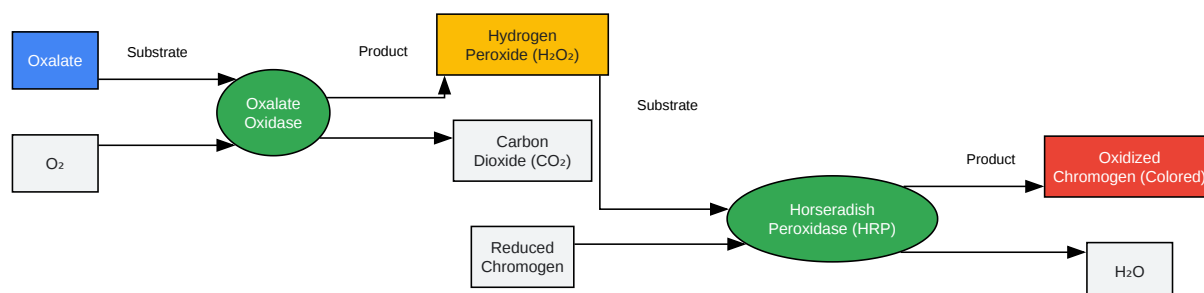 Oxalate
Substrate
Product
Hydrogen
Peroxide (H₂O₂)
Oxalate
Oxidase
O₂
Carbon
Dioxide (CO₂)
Substrate
Reduced
Chromogen
Horseradish
Peroxidase (HRP)
Product
Oxidized
Chromogen (Colored)
H₂O